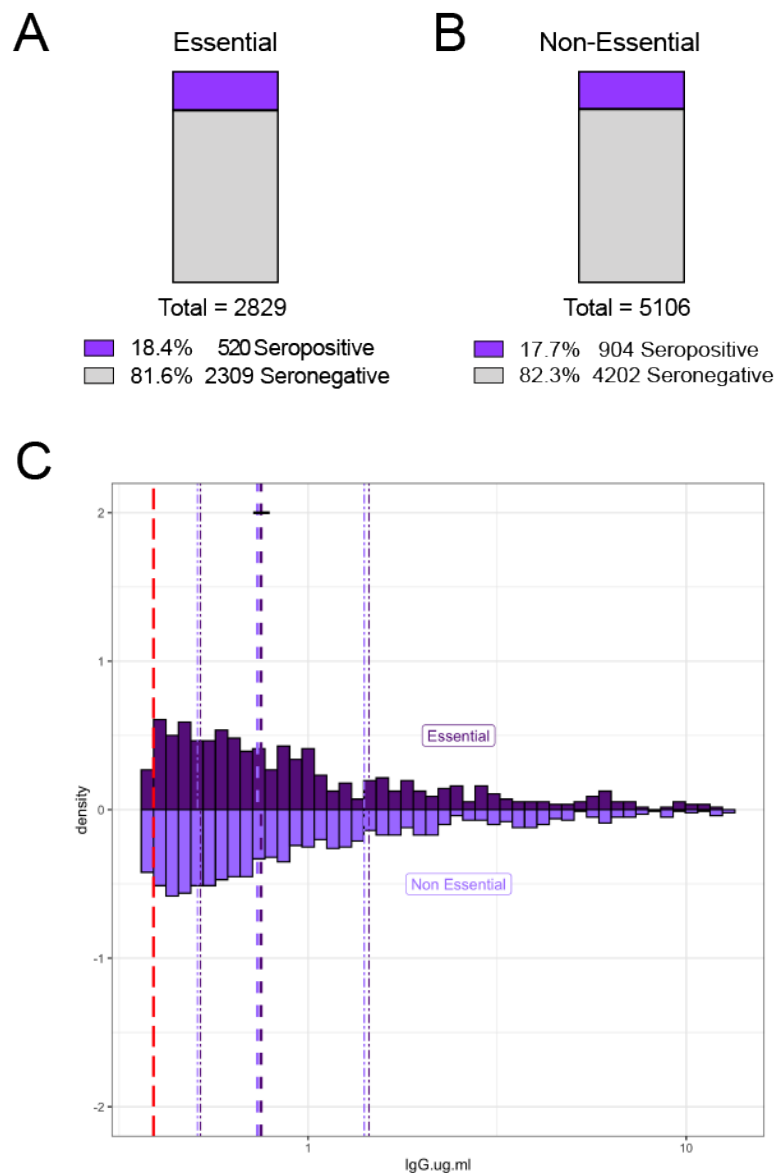 A
Essential
Total = 2829
18.4% 520 Seropositive
81.6% 2309 Seronegative
B
Non-Essential
Total = 5106
17.7% 904 Seropositive
82.3% 4202 Seronegative
C
2
1
0
-1
-2
density
Essential
Non Essential
1
10
IgG.ug.ml